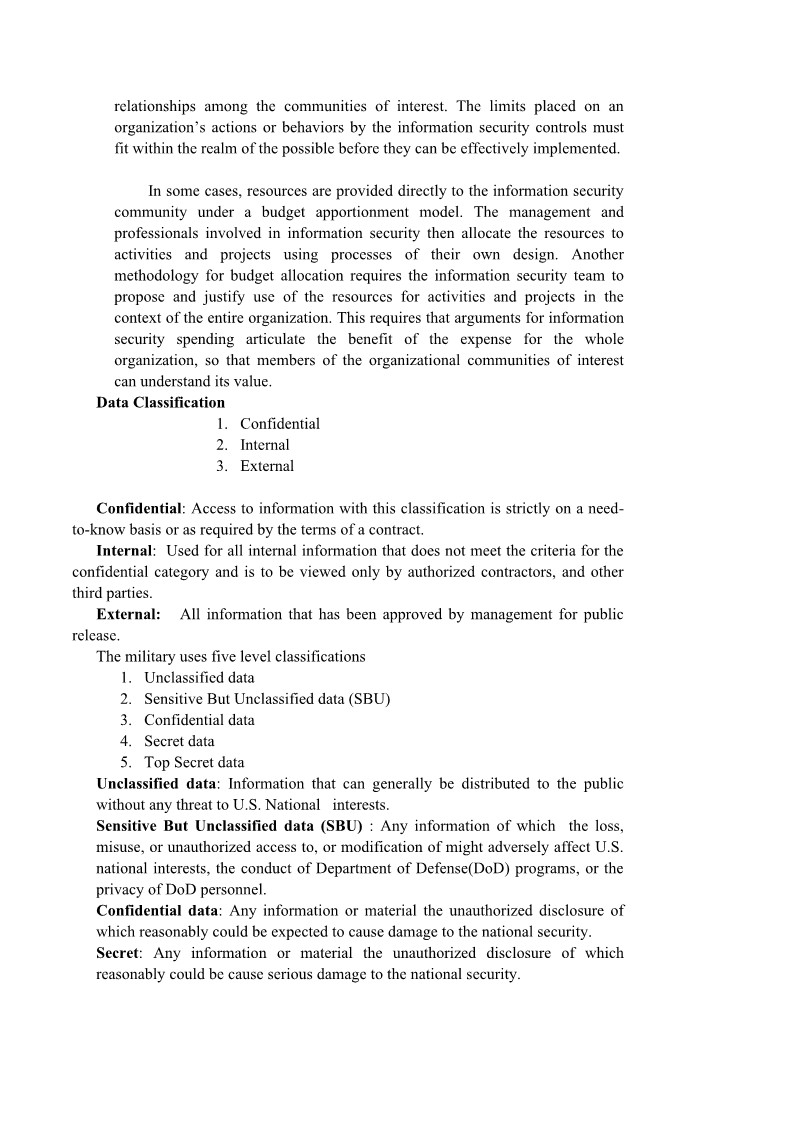 relationships among the communities of interest. The limits placed on an
organization's actions or behaviors by the information security controls must
fit within the realm of the possible before they can be effectively implemented.
In some cases, resources are provided directly to the information security
community under a budget apportionment model. The management and
professionals involved in information security then allocate the resources to
activities and projects using processes of their own design. Another
methodology for budget allocation requires the information security team to
propose and justify use of the resources for activities and projects in the
context of the entire organization. This requires that arguments for information
security spending articulate the benefit of the expense for the whole
organization, so that members of the organizational communities of interest
can understand its value.
Data Classification
1. Confidential
2. Internal
3. External
Confidential: Access to information with this classification is strictly on a need-
to-know basis or as required by the terms of a contract.
Internal: Used for all internal information that does not meet the criteria for the
confidential category and is to be viewed only by authorized contractors, and other
third parties.
External: All information that has been approved by management for public
release.
The military uses five level classifications
1. Unclassified data
2. Sensitive But Unclassified data (SBU)
3. Confidential data
4. Secret data
5. Top Secret data
Unclassified data: Information that can generally be distributed to the public
without any threat to U.S. National interests.
Sensitive But Unclassified data (SBU) : Any information of which the loss,
misuse, or unauthorized access to, or modification of might adversely affect U.S.
national interests, the conduct of Department of Defense(DoD) programs, or the
privacy of DoD personnel.
Confidential data: Any information or material the unauthorized disclosure of
which reasonably could be expected to cause damage to the national security.
Secret: Any information or material the unauthorized disclosure of which
reasonably could be cause serious damage to the national security.